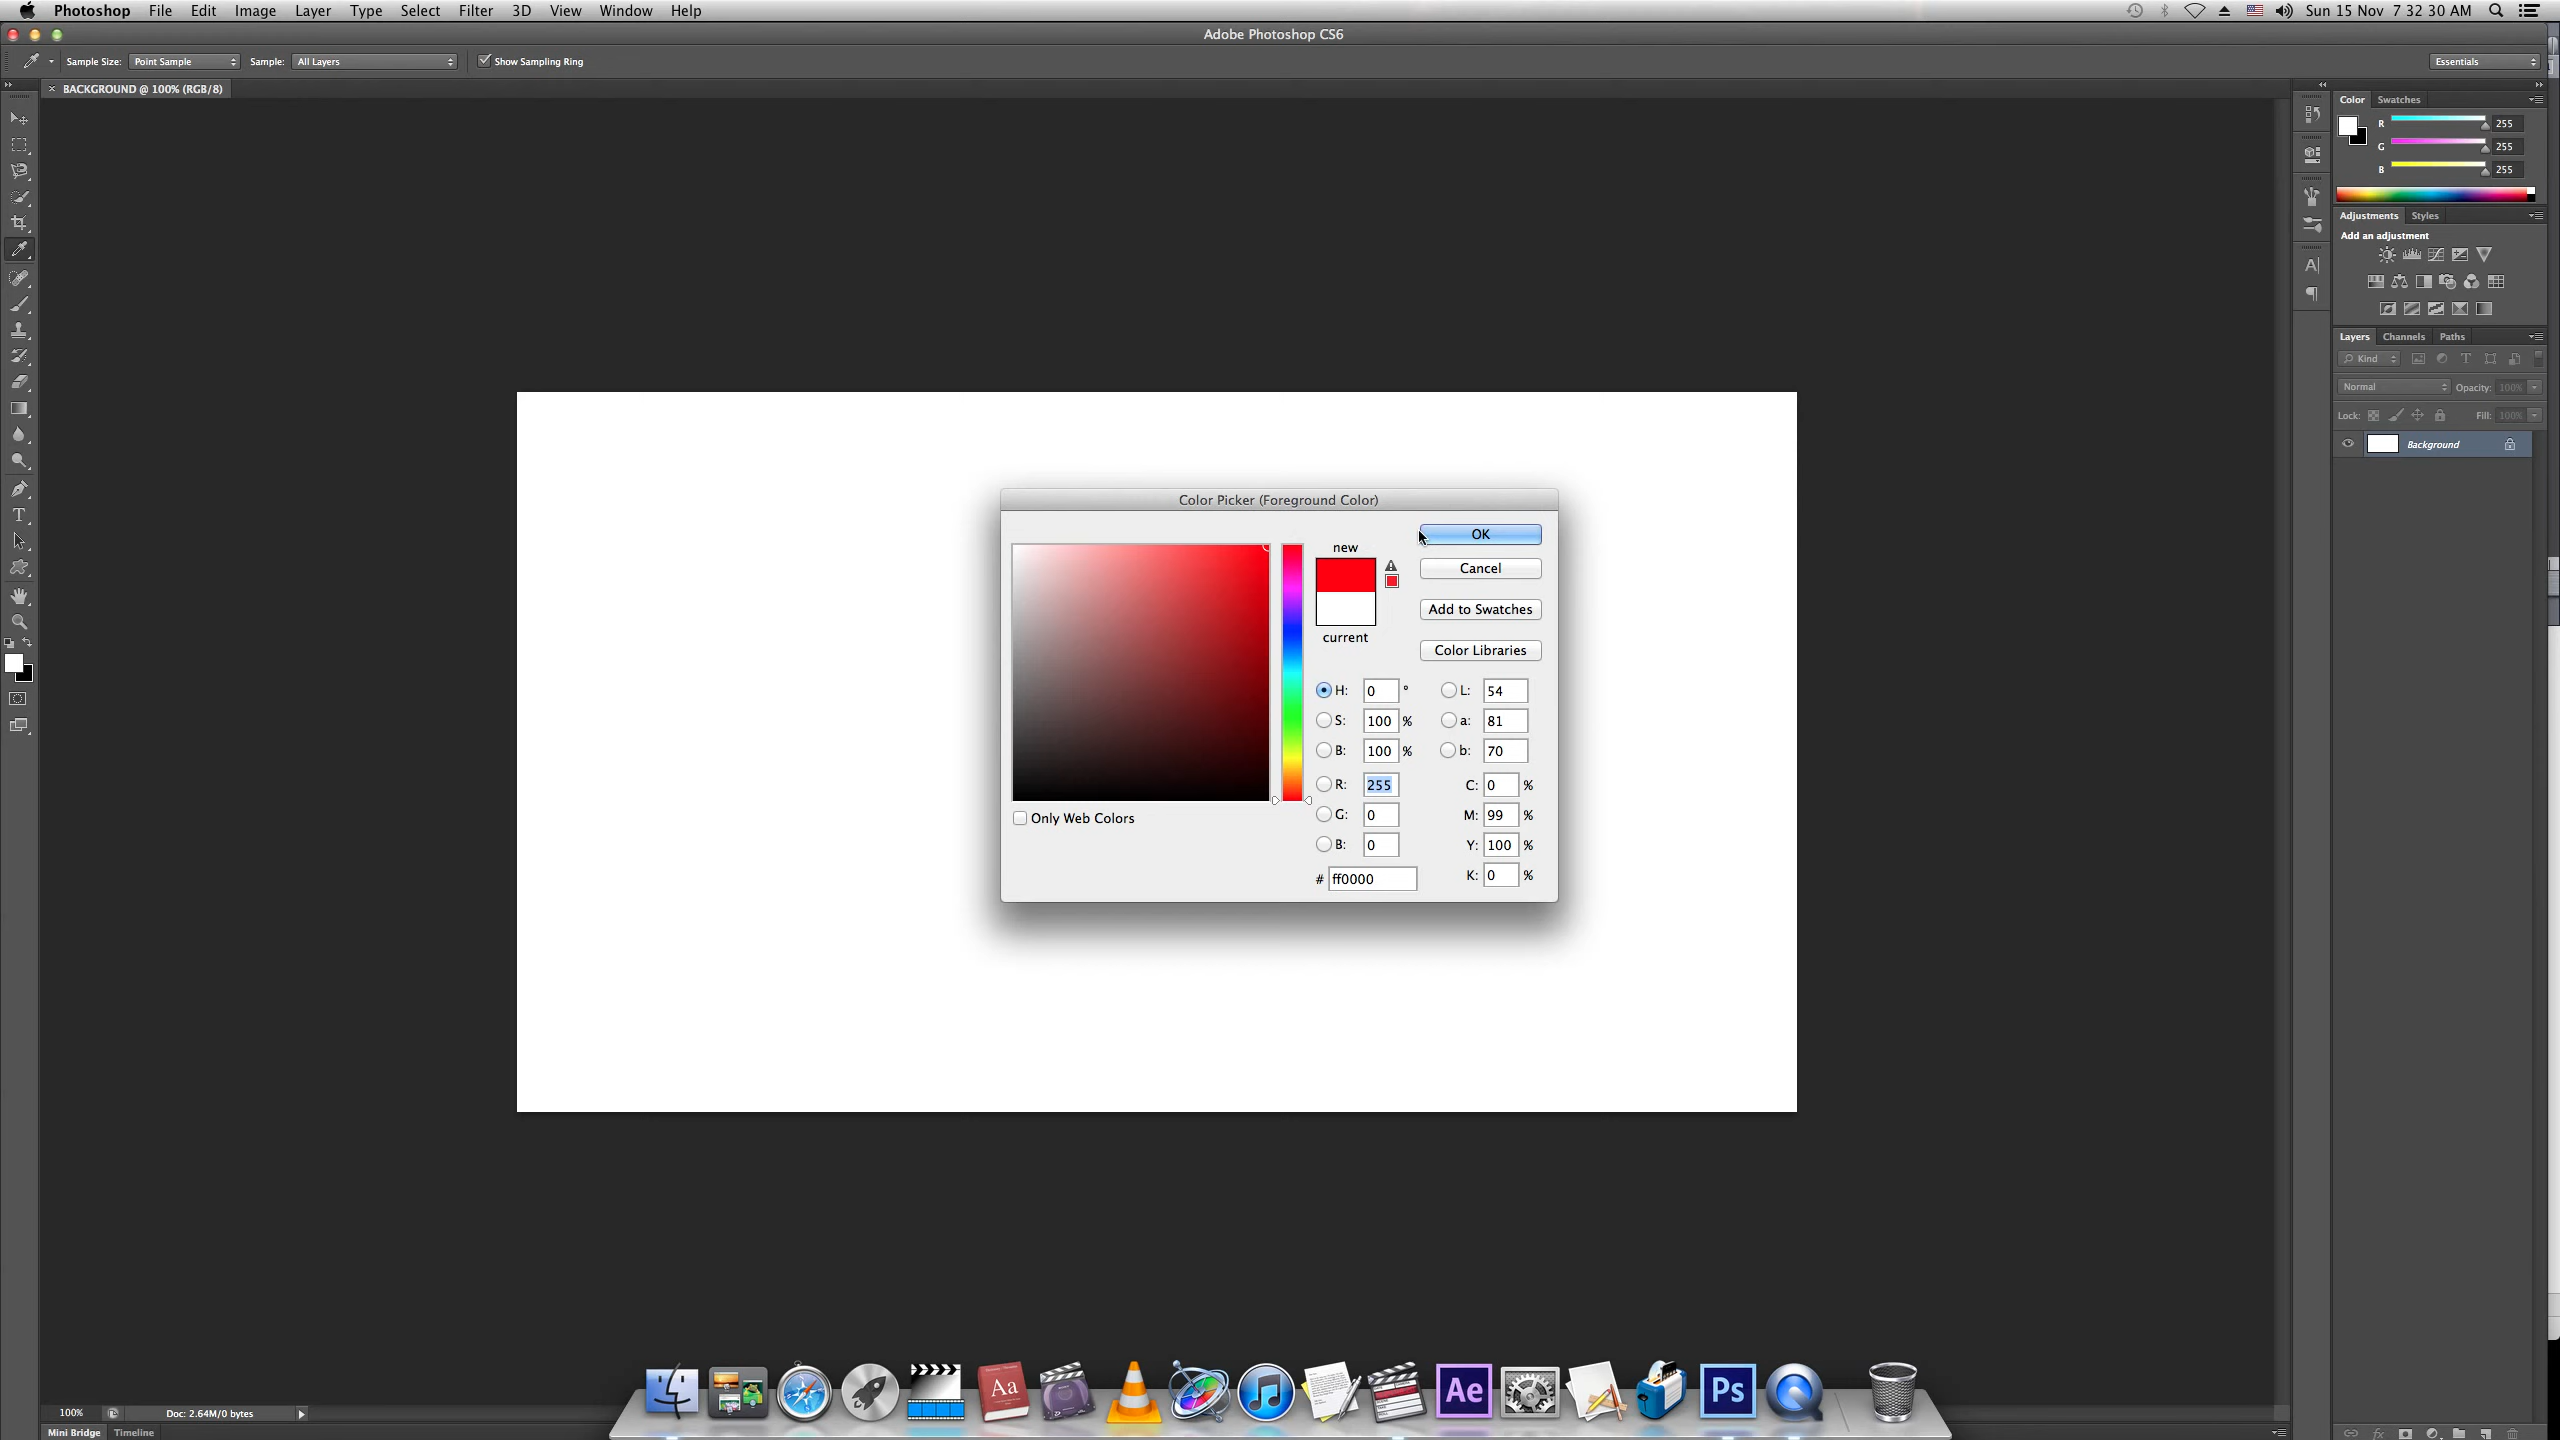 Photoshop File Edit Image Layer Type Select Filter 3D View Window Help Sun 15 Nov 7 32 30 AM
Adobe Photoshop CS6
Sample Size: Point Sample Sample: All Layers Show Sampling Ring Essentials
BACKGROUND @ 100% (RGB/8)
Color Swatches
R 255
G 255
B 255
Adjustments Styles
Add an adjustment
Layers Channels Paths
Kind
Normal Opacity: 100%
Lock: Fill: 100%
Background
Color Picker (Foreground Color)
new
current
OK
Cancel
Add to Swatches
Color Libraries
H: 0 ° L: 54
S: 100 % a: 81
B: 100 % b: 70
R: 255 C: 0 %
G: 0 M: 99 %
B: 0 Y: 100 %
# ff0000 K: 0 %
Only Web Colors
T
A
Aa
Ae
Ps
100% Doc: 2.64M/0 bytes
Mini Bridge Timeline
fx